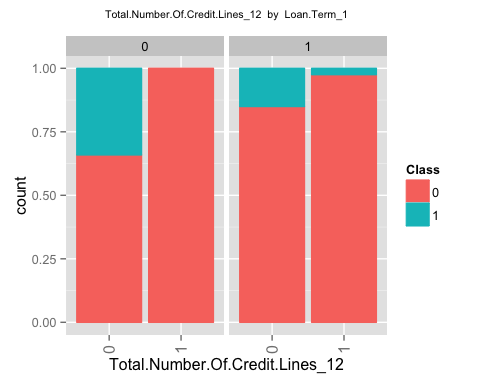 Total.Number.Of.Credit.Lines_12 by Loan.Term_1
0 1
1.00
0.75
0.50
0.25
0.00
count
0 1 0 1
Total.Number.Of.Credit.Lines_12
Class
0
1